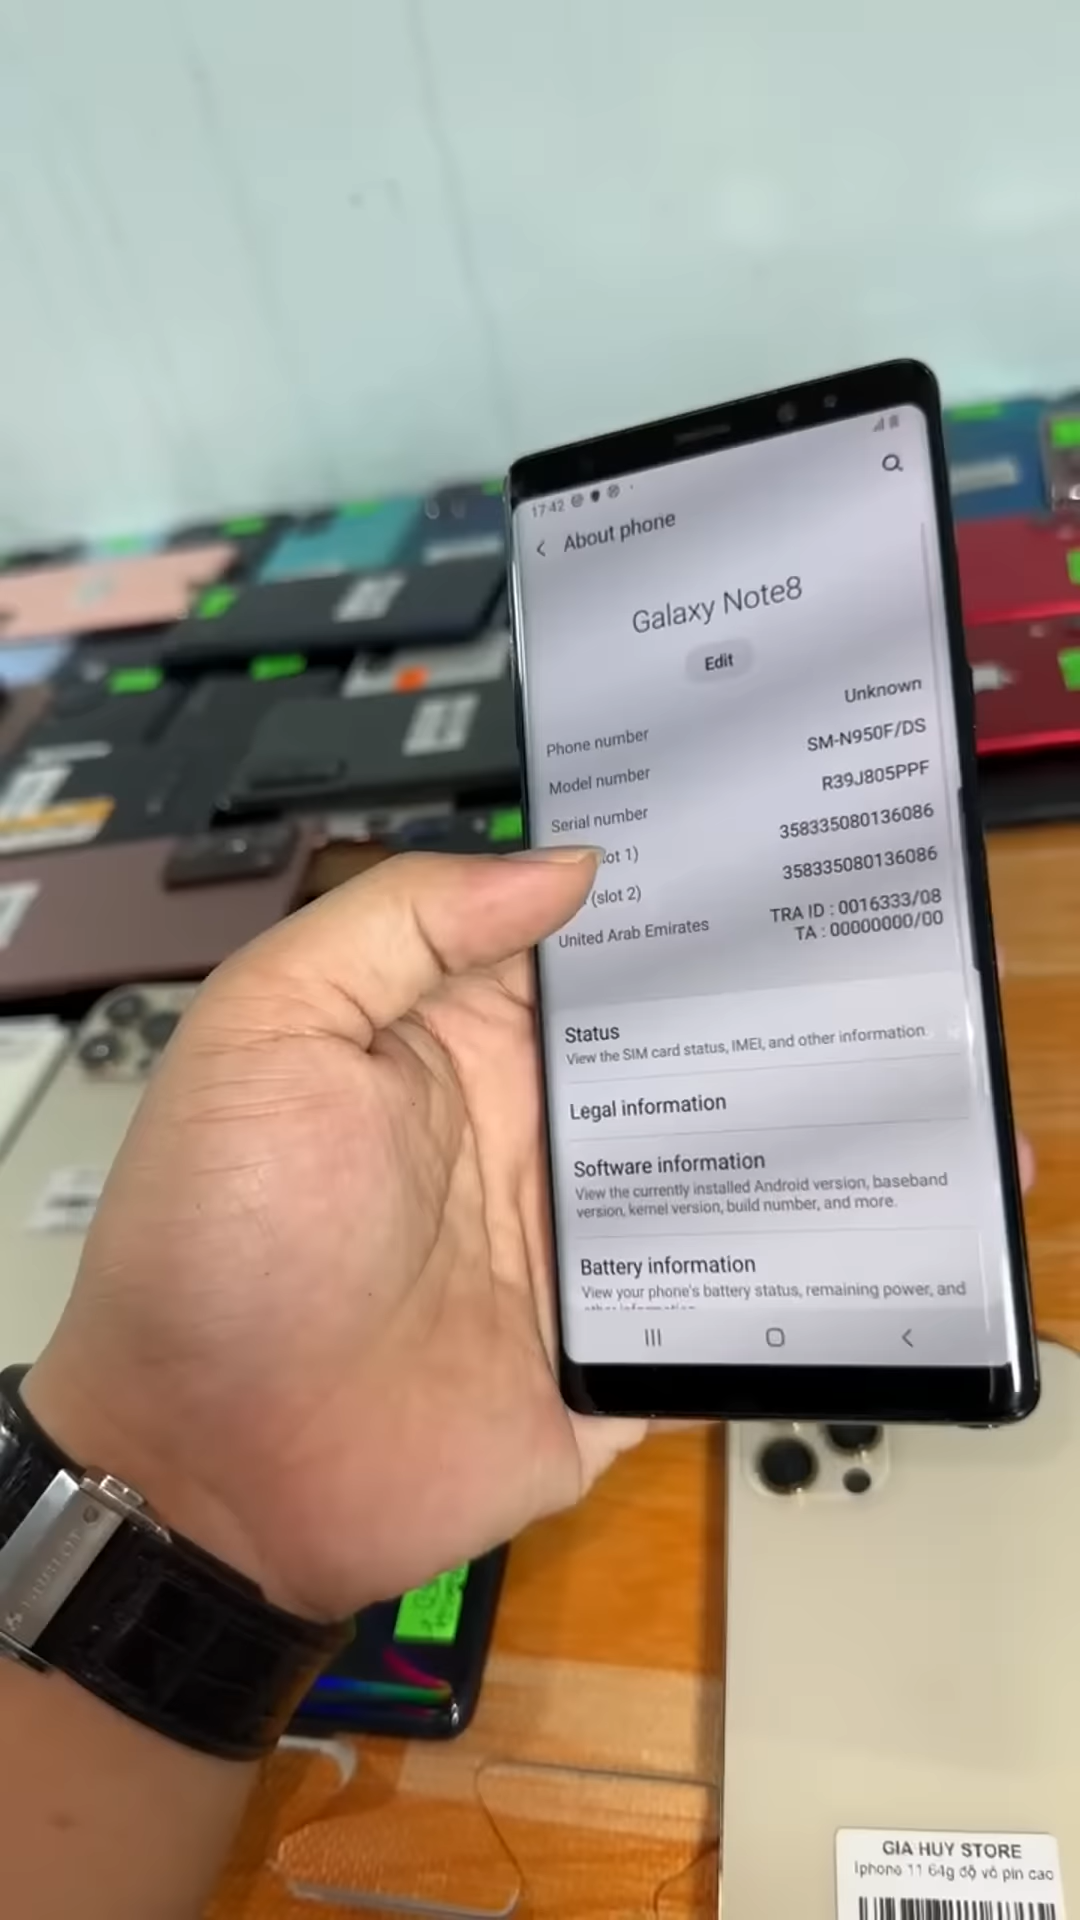 17:42
About phone
Galaxy Note8
Edit
Phone number Unknown
Model number SM-N950F/DS
Serial number R39J805PPF
lot 1) 358335080136086
(slot 2) 358335080136086
United Arab Emirates TRA ID : 0016333/08
TA : 00000000/00
Status
View the SIM card status, IMEI, and other information.
Legal information
Software information
View the currently installed Android version, baseband
version, kernel version, build number, and more.
Battery information
View your phone's battery status, remaining power, and
other information.
HUBLOT
GIA HUY STORE
Iphone 11 64g độ vỏ pin cao